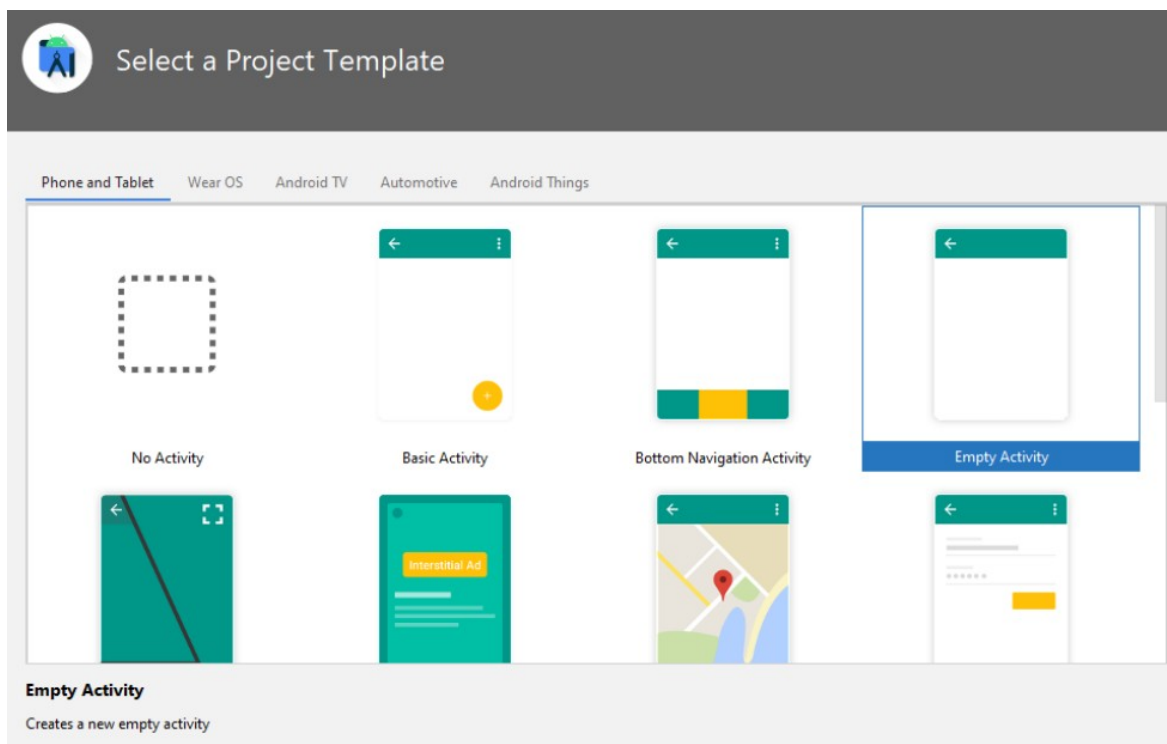 Select a Project Template
Phone and Tablet Wear OS Android TV Automotive Android Things
No Activity Basic Activity Bottom Navigation Activity Empty Activity
Interstitial Ad
Empty Activity
Creates a new empty activity